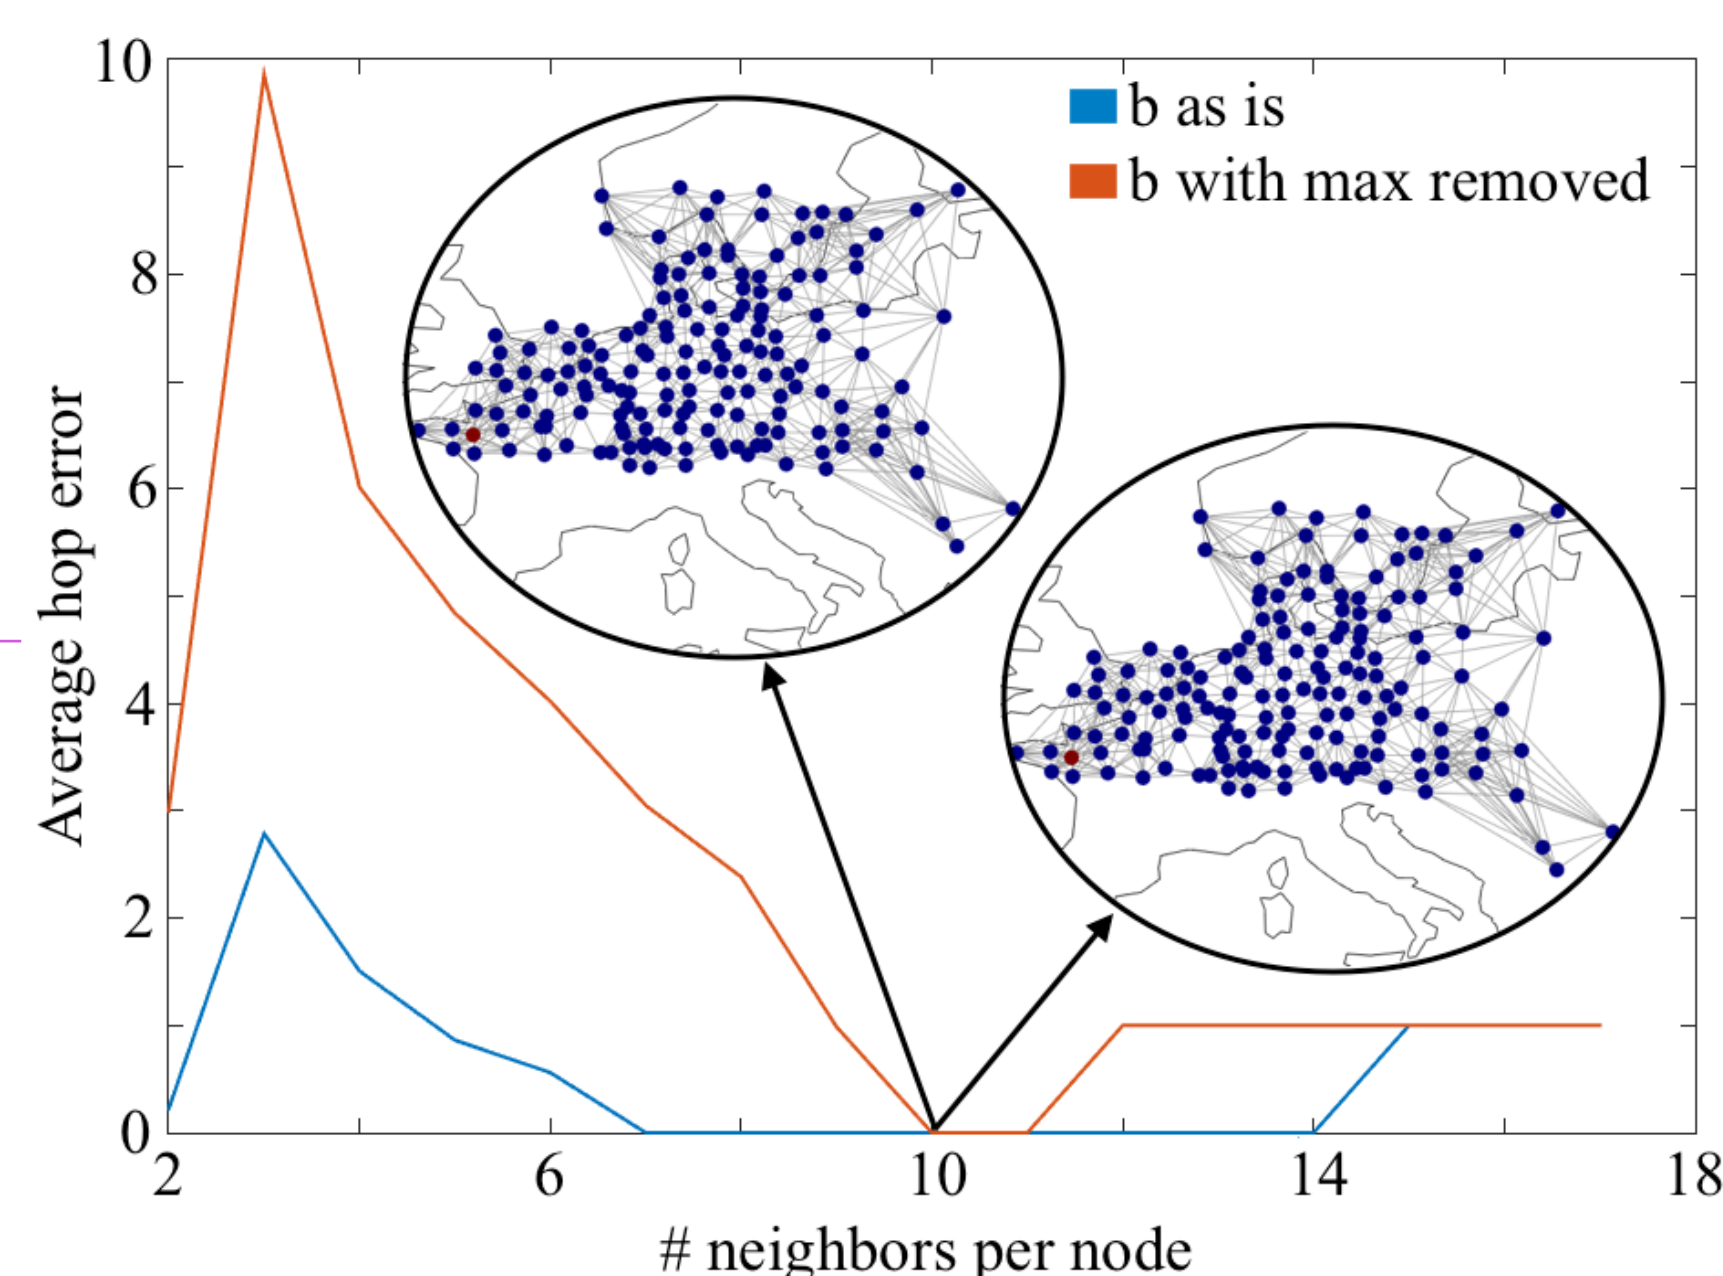 10
8
6
4
2
0
2 6 10 14 18
Average hop error
# neighbors per node
b as is
b with max removed